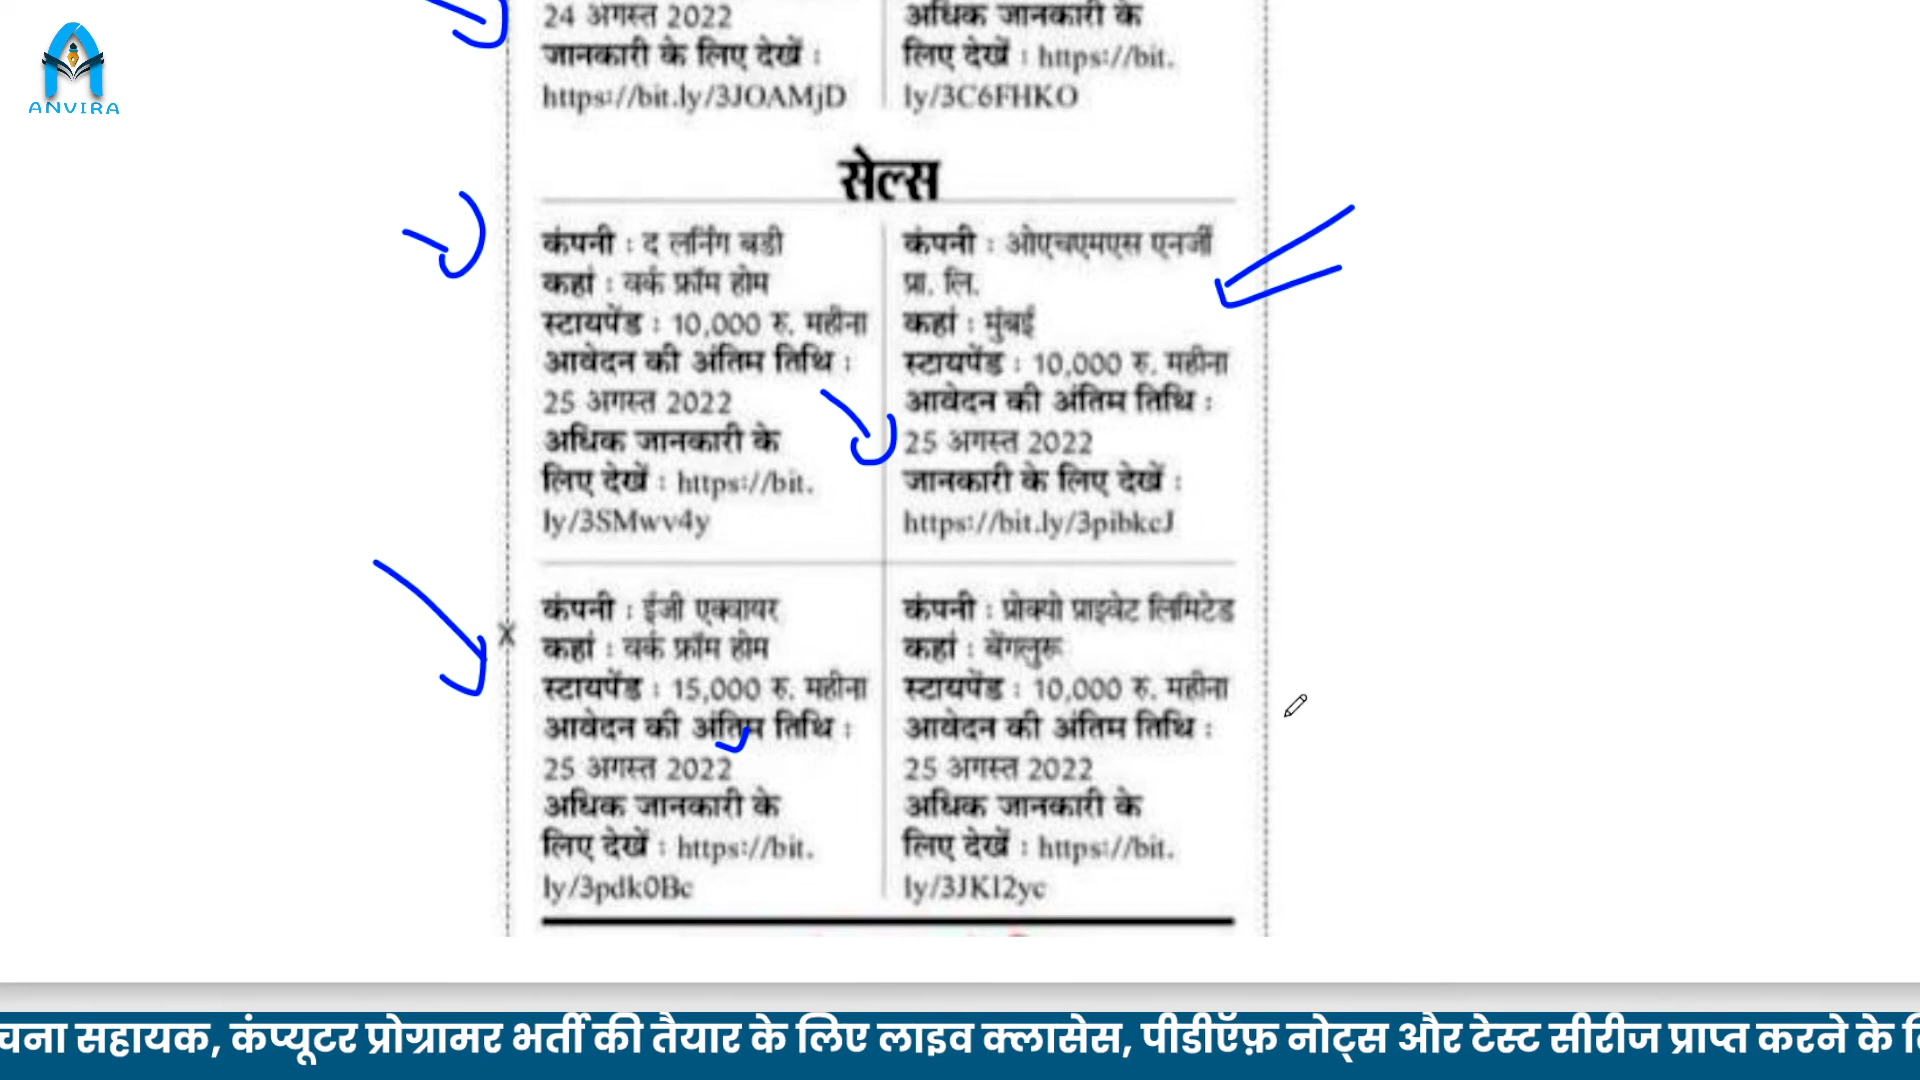 ANVIRA
24 अगस्त 2022
जानकारी के लिए देखें :
https://bit.ly/3JOAMjD
अधिक जानकारी के
लिए देखें : https://bit.
ly/3C6FHKO
सेल्स
कंपनी : द लर्निंग बडी
कहां : वर्क फ्रॉम होम
स्टायपेंड : 10,000 रु. महीना
आवेदन की अंतिम तिथि :
25 अगस्त 2022
अधिक जानकारी के
लिए देखें : https://bit.
ly/3SMwv4y
कंपनी : ओएचएमएस एनर्जी
प्रा. लि.
कहां : मुंबई
स्टायपेंड : 10,000 रु. महीना
आवेदन की अंतिम तिथि :
25 अगस्त 2022
जानकारी के लिए देखें :
https://bit.ly/3pibkcJ
कंपनी : ईजी एक्वायर
कहां : वर्क फ्रॉम होम
स्टायपेंड : 15,000 रु. महीना
आवेदन की अंतिम तिथि :
25 अगस्त 2022
अधिक जानकारी के
लिए देखें : https://bit.
ly/3pdk0Bc
कंपनी : प्रोक्यो प्राइवेट लिमिटेड
कहां : बेंगलुरू
स्टायपेंड : 10,000 रु. महीना
आवेदन की अंतिम तिथि :
25 अगस्त 2022
अधिक जानकारी के
लिए देखें : https://bit.
ly/3JKl2yc
चना सहायक, कंप्यूटर प्रोग्रामर भर्ती की तैयार के लिए लाइव क्लासेस, पीडीऍफ़ नोट्स और टेस्ट सीरीज प्राप्त करने के